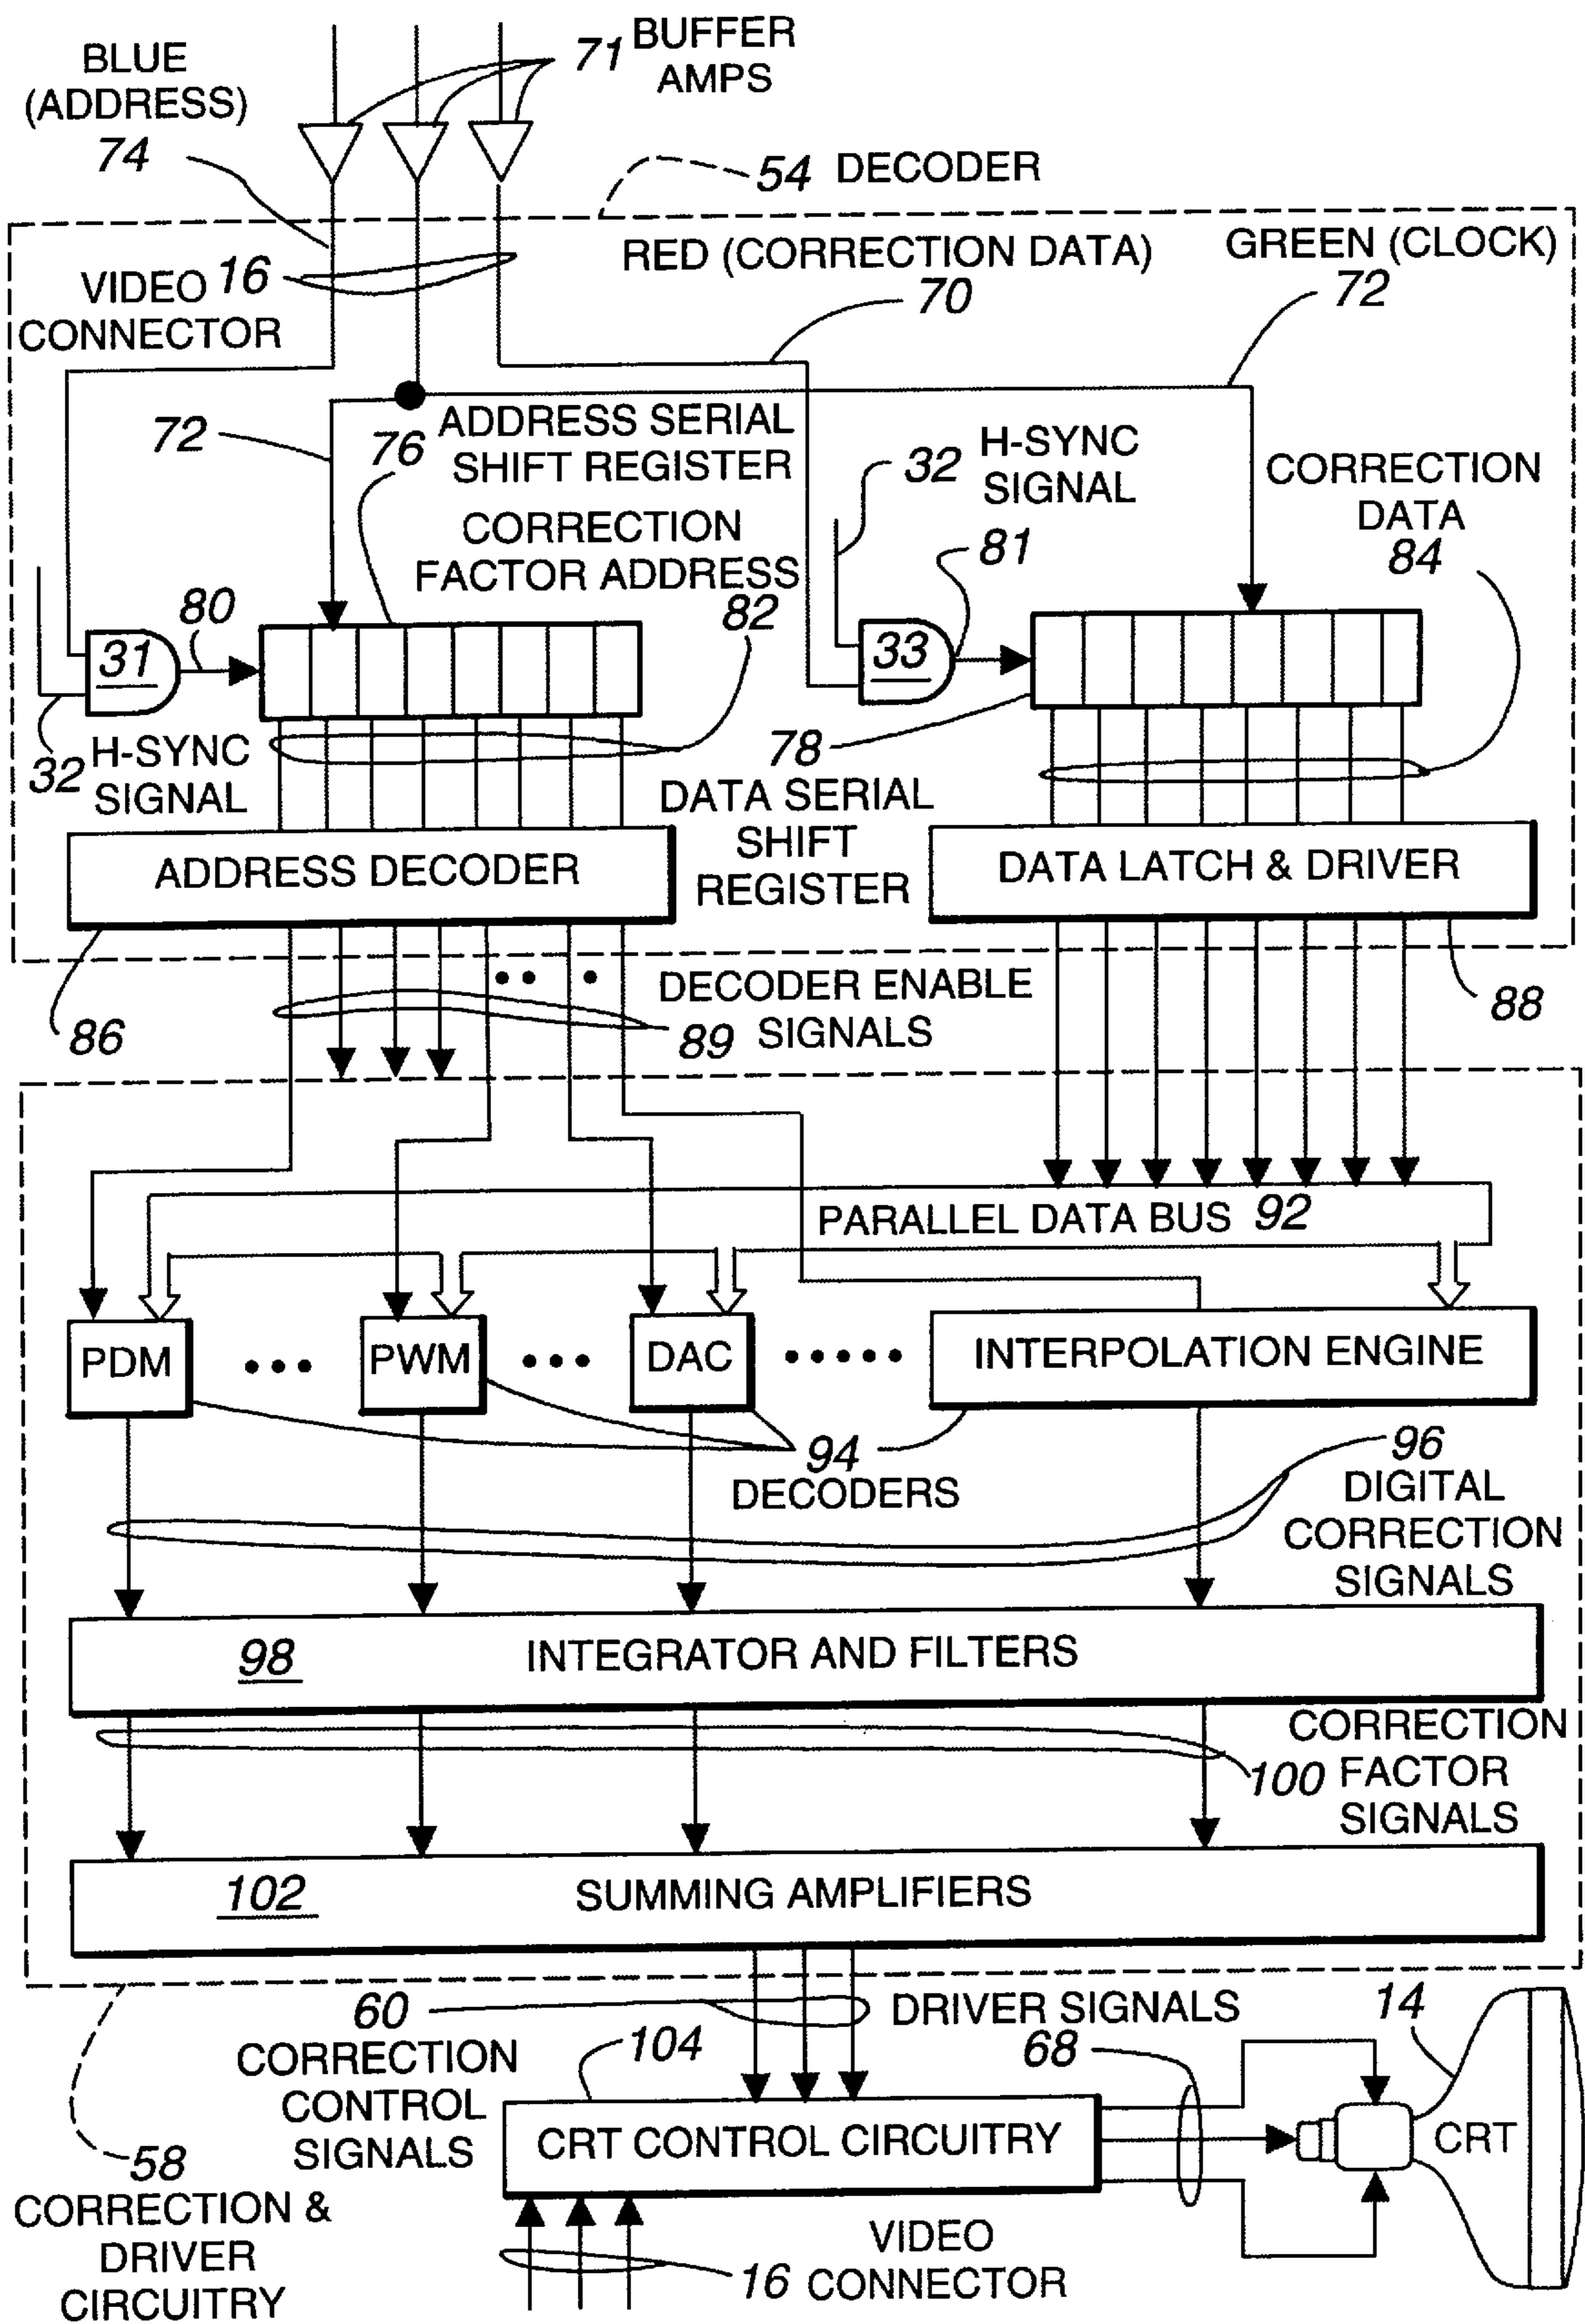 71 BUFFER
AMPS
BLUE
(ADDRESS)
74
54 DECODER
RED (CORRECTION DATA)
70
GREEN (CLOCK)
72
VIDEO 16
CONNECTOR
72
76 ADDRESS SERIAL
SHIFT REGISTER
32 H-SYNC
SIGNAL
CORRECTION
DATA
84
CORRECTION
FACTOR ADDRESS
82
81
80
31
33
32 H-SYNC
SIGNAL
78
DATA SERIAL
SHIFT
REGISTER
ADDRESS DECODER
DATA LATCH & DRIVER
86
DECODER ENABLE
89 SIGNALS
88
PARALLEL DATA BUS 92
PDM
PWM
DAC
INTERPOLATION ENGINE
94
DECODERS
96
DIGITAL
CORRECTION
SIGNALS
98 INTEGRATOR AND FILTERS
CORRECTION
100 FACTOR
SIGNALS
102 SUMMING AMPLIFIERS
60
CORRECTION
CONTROL
SIGNALS
DRIVER SIGNALS
104
68
14
CRT CONTROL CIRCUITRY
CRT
58
CORRECTION &
DRIVER
CIRCUITRY
VIDEO
16 CONNECTOR